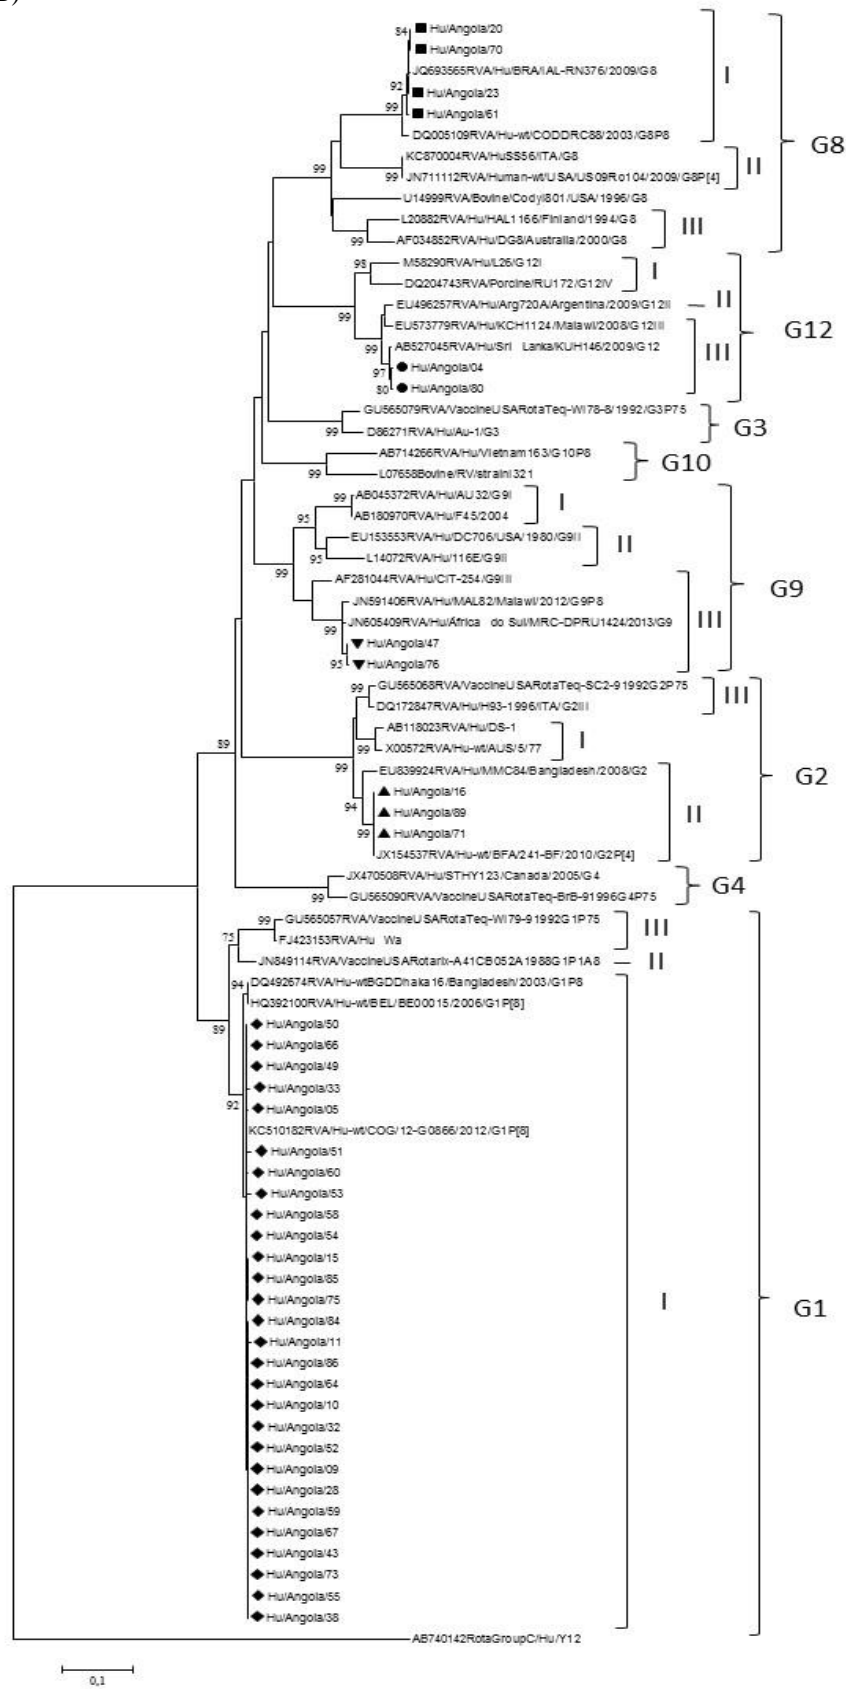 84 Hu/Angola/20
Hu/Angola/70
JQ693565RVA/Hu/BRA/IAL-RN376/2009/G8
I
92 Hu/Angola/23
99 Hu/Angola/61
DQ005109RVA/Hu-wt/CODDRC88/2003/G8P8
G8
KC870004RVA/HuSS56/ITA/G8
II
99 JN711112RVA/Human-wt/USA/US09Ro104/2009/G8P[4]
99
U14999RVA/Bovine/Codyl801/USA/1996/G8
L20882RVA/Hu/HAL1166/Finland/1994/G8
III
99 AF034852RVA/Hu/DG8/Australia/2000/G8
98 M58290RVA/Hu/L26/G12I
I
DQ204743RVA/Porcine/RU172/G12IV
EU496257RVA/Hu/Arg720A/Argentina/2009/G12II
II
99
EU573779RVA/Hu/KCH1124/Malawi/2008/G12III
G12
99 AB527045RVA/Hu/Sri Lanka/KUH146/2009/G12
III
97 Hu/Angola/04
80 Hu/Angola/80
GU565079RVA/VaccineUSARotaTeq-WI78-8/1992/G3P75
G3
99 D86271RVA/Hu/Au-1/G3
AB714266RVA/Hu/Vietnam163/G10P8
G10
99 L07658Bovine/RV/strainI321
99 AB045372RVA/Hu/AU32/G9I
I
AB180970RVA/Hu/F45/2004
95
EU153553RVA/Hu/DC706/USA/1980/G9II
II
95 L14072RVA/Hu/116E/G9II
99
AF281044RVA/Hu/CIT-254/G9III
G9
JN591406RVA/Hu/MAL82/Malawi/2012/G9P8
JN605409RVA/Hu/África do Sul/MRC-DPRU1424/2013/G9
III
99
Hu/Angola/47
95 Hu/Angola/76
99 GU565068RVA/VaccineUSARotaTeq-SC2-91992G2P75
III
DQ172847RVA/Hu/H93-1996/ITA/G2III
AB118023RVA/Hu/DS-1
I
89
99 X00572RVA/Hu-wt/AUS/5/77
99
EU839924RVA/Hu/MMC84/Bangladesh/2008/G2
G2
Hu/Angola/16
94
Hu/Angola/89
II
99 Hu/Angola/71
JX154537RVA/Hu-wt/BFA/241-BF/2010/G2P[4]
JX470508RVA/Hu/STHY123/Canada/2005/G4
G4
99 GU565090RVA/VaccineUSARotaTeq-BrB-91996G4P75
99 GU565057RVA/VaccineUSARotaTeq-WI79-91992G1P75
III
75
FJ423153RVA/Hu Wa
JN849114RVA/VaccineUSARotarix-A41CB052A1988G1P1A8
II
94 DQ492674RVA/Hu-wtBGDDhaka16/Bangladesh/2003/G1P8
HQ392100RVA/Hu-wt/BEL/BE00015/2006/G1P[8]
89
Hu/Angola/50
Hu/Angola/66
Hu/Angola/49
Hu/Angola/33
92
Hu/Angola/05
KC510182RVA/Hu-wt/COG/12-G0866/2012/G1P[8]
Hu/Angola/51
Hu/Angola/60
Hu/Angola/53
Hu/Angola/58
Hu/Angola/54
Hu/Angola/15
Hu/Angola/85
Hu/Angola/75
I
G1
Hu/Angola/84
Hu/Angola/11
Hu/Angola/86
Hu/Angola/64
Hu/Angola/10
Hu/Angola/32
Hu/Angola/52
Hu/Angola/09
Hu/Angola/28
Hu/Angola/59
Hu/Angola/67
Hu/Angola/43
Hu/Angola/73
Hu/Angola/55
Hu/Angola/38
AB740142RotaGroupC/Hu/Y12
0,1